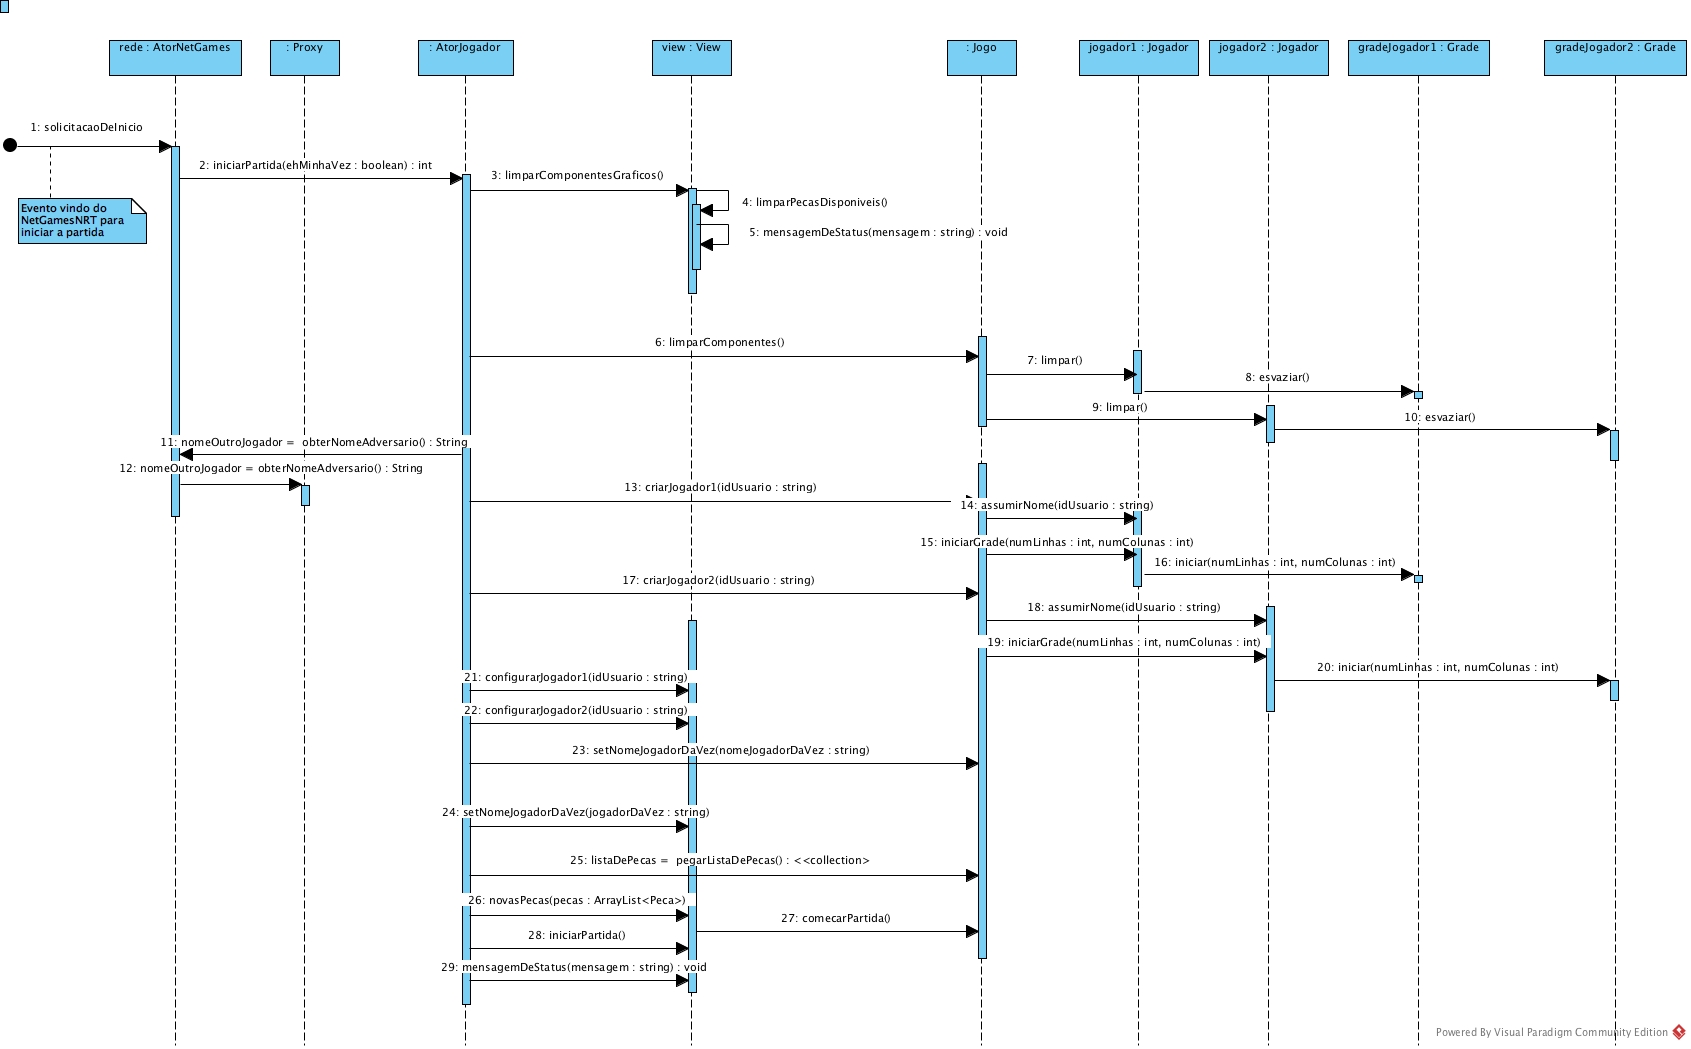 rede : AtorNetGames
: Proxy
: AtorJogador
view : View
: Jogo
jogador1 : Jogador
jogador2 : Jogador
gradeJogador1 : Grade
gradeJogador2 : Grade
1: solicitacaoDeInicio
2: iniciarPartida(ehMinhaVez : boolean) : int
3: limparComponentesGraficos()
4: limparPecasDisponiveis()
Evento vindo do
NetGamesNRT para
iniciar a partida
5: mensagemDeStatus(mensagem : string) : void
6: limparComponentes()
7: limpar()
8: esvaziar()
9: limpar()
10: esvaziar()
11: nomeOutroJogador = obterNomeAdversario() : String
12: nomeOutroJogador = obterNomeAdversario() : String
13: criarJogador1(idUsuario : string)
14: assumirNome(idUsuario : string)
15: iniciarGrade(numLinhas : int, numColunas : int)
16: iniciar(numLinhas : int, numColunas : int)
17: criarJogador2(idUsuario : string)
18: assumirNome(idUsuario : string)
19: iniciarGrade(numLinhas : int, numColunas : int)
20: iniciar(numLinhas : int, numColunas : int)
21: configurarJogador1(idUsuario : string)
22: configurarJogador2(idUsuario : string)
23: setNomeJogadorDaVez(nomeJogadorDaVez : string)
24: setNomeJogadorDaVez(jogadorDaVez : string)
25: listaDePecas = pegarListaDePecas() : <<collection>
26: novasPecas(pecas : ArrayList<Peca>)
27: comecarPartida()
28: iniciarPartida()
29: mensagemDeStatus(mensagem : string) : void
Powered By Visual Paradigm Community Edition